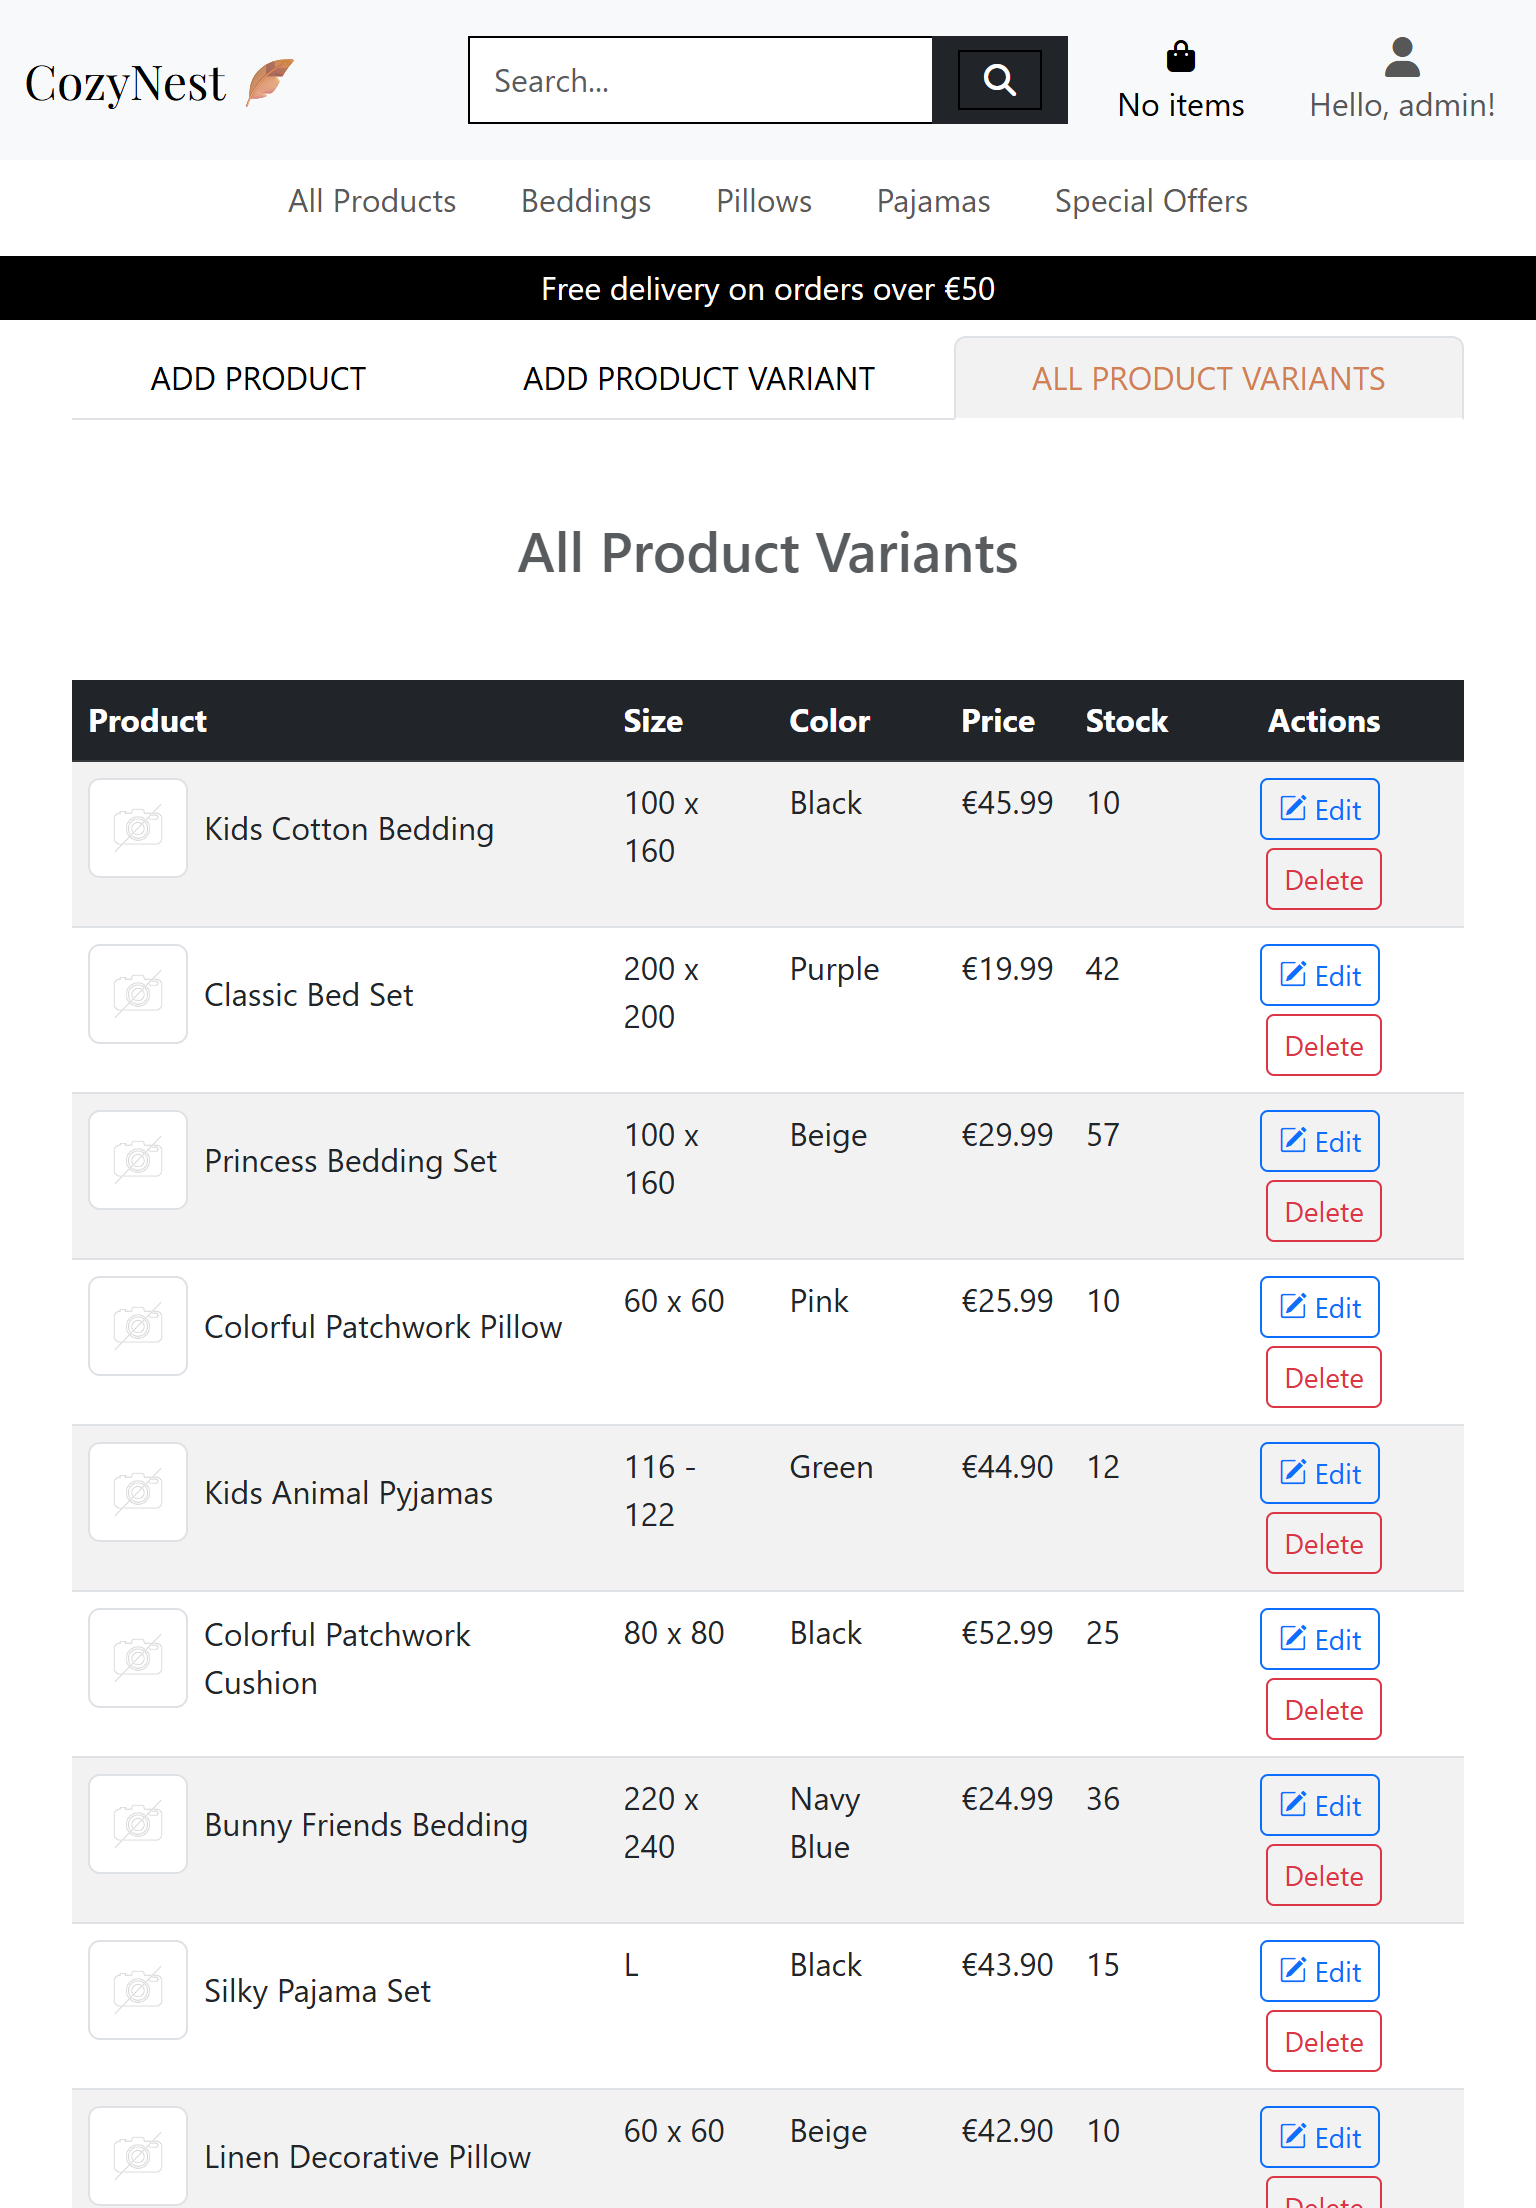 CozyNest
Search...
No items
Hello, admin!
All Products Beddings Pillows Pajamas Special Offers
Free delivery on orders over €50
ADD PRODUCT ADD PRODUCT VARIANT ALL PRODUCT VARIANTS
All Product Variants
Product Size Color Price Stock Actions
Kids Cotton Bedding
100 x
160
Black
€45.99
10
Edit
Delete
Classic Bed Set
200 x
200
Purple
€19.99
42
Edit
Delete
Princess Bedding Set
100 x
160
Beige
€29.99
57
Edit
Delete
Colorful Patchwork Pillow
60 x 60
Pink
€25.99
10
Edit
Delete
Kids Animal Pyjamas
116 -
122
Green
€44.90
12
Edit
Delete
Colorful Patchwork
Cushion
80 x 80
Black
€52.99
25
Edit
Delete
Bunny Friends Bedding
220 x
240
Navy
Blue
€24.99
36
Edit
Delete
Silky Pajama Set
L
Black
€43.90
15
Edit
Delete
Linen Decorative Pillow
60 x 60
Beige
€42.90
10
Edit
Delete